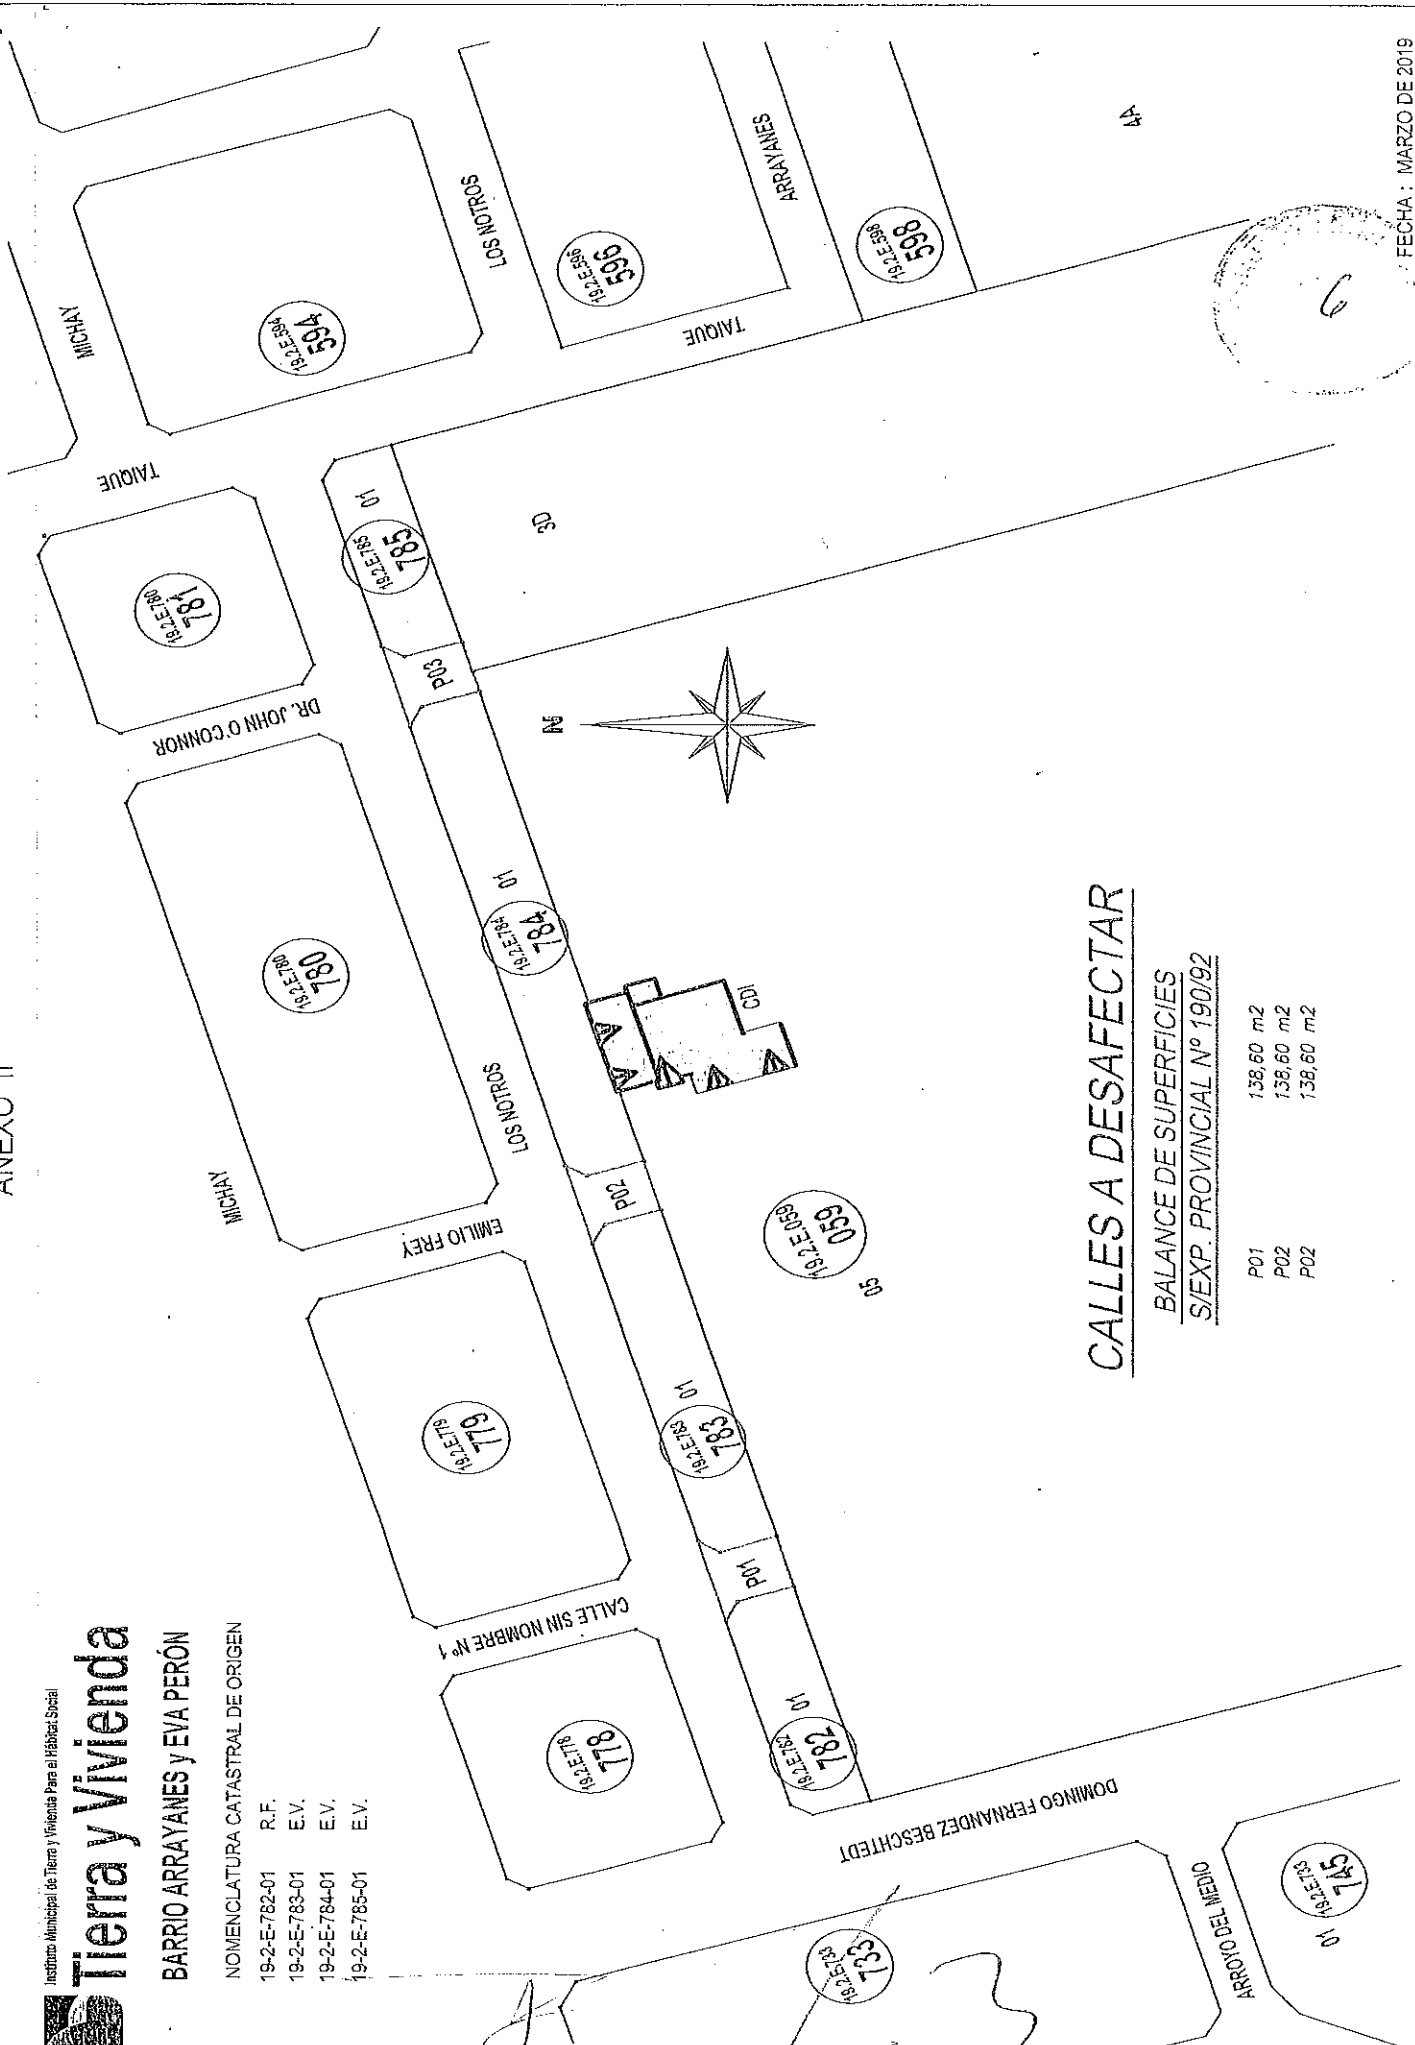 ANEXO II
Instituto Municipal de Tierra y Vivienda Para el Hábitat Social
Tierra y Vivienda
BARRIO ARRAYANES y EVA PERÓN
NOMENCLATURA CATASTRAL DE ORIGEN
19-2-E-782-01 R.F.
19-2-E-783-01 E.V.
19-2-E-784-01 E.V.
19-2-E-785-01 E.V.
MICHAY
MICHAY
TAIQUE
TAIQUE
LOS NOTROS
LOS NOTROS
ARRAYANES
DR. JOHN O'CONNOR
EMILIO FREY
CALLE SIN NOMBRE Nº 1
DOMINGO FERNANDEZ BESCHTEDT
ARROYO DEL MEDIO
19.2.E.778
778
19.2.E.779
779
19.2.E.780
780
19.2.E.780
781
19.2.E.594
594
19.2.E.596
596
19.2.E.598
598
19.2.E.782
782
01
P01
19.2.E.783
783
01
P02
19.2.E.784
784
01
P03
19.2.E.785
785
01
3D
4A
N
CDI
19.2.E.059
059
05
19.2.E.733
733
19.2.E.733
745
01
CALLES A DESAFECTAR
BALANCE DE SUPERFICIES
S/EXP. PROVINCIAL Nº 190/92
P01 138,60 m2
P02 138,60 m2
P02 138,60 m2
6
FECHA : MARZO DE 2019